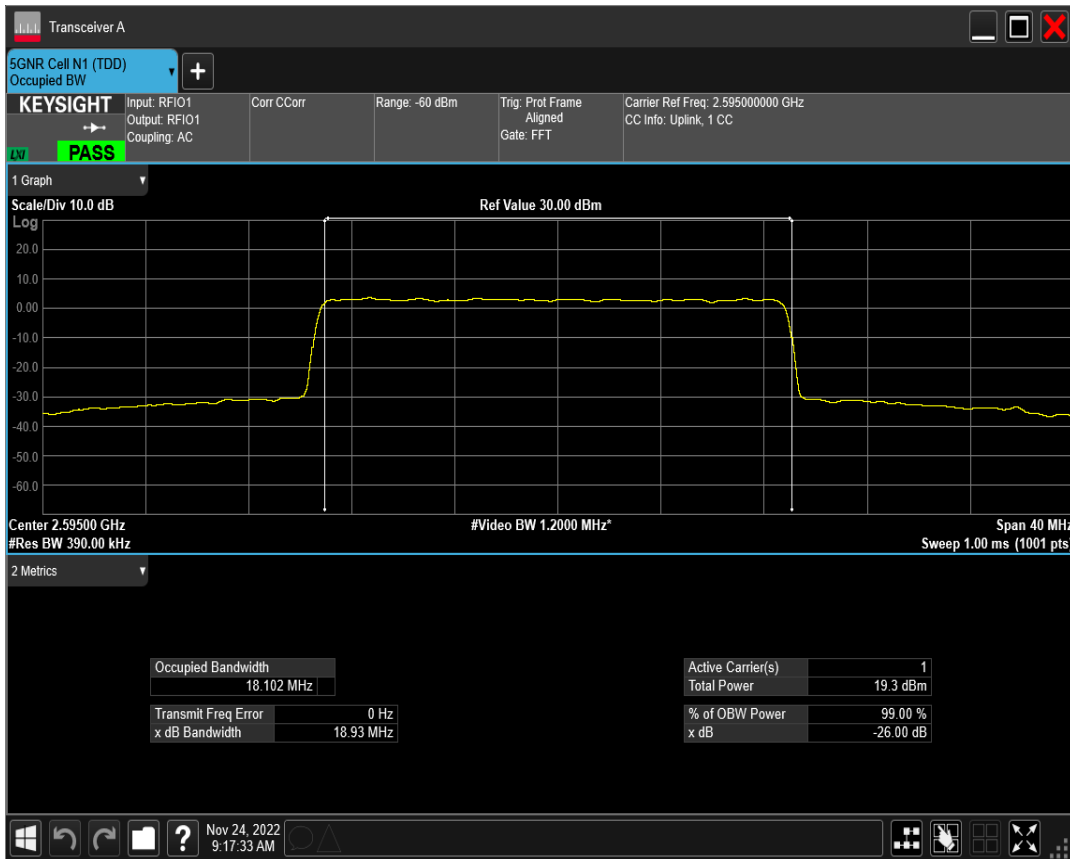 Transceiver A
5GNR Cell N1 (TDD)
Occupied BW
+
KEYSIGHT
LXI
PASS
Input: RFIO1
Output: RFIO1
Coupling: AC
Corr CCorr
Range: -60 dBm
Trig: Prot Frame
Aligned
Gate: FFT
Carrier Ref Freq: 2.595000000 GHz
CC Info: Uplink, 1 CC
1 Graph
Scale/Div 10.0 dB
Ref Value 30.00 dBm
Log
20.0
10.0
0.00
-10.0
-20.0
-30.0
-40.0
-50.0
-60.0
Center 2.59500 GHz
#Video BW 1.2000 MHz*
Span 40 MHz
#Res BW 390.00 kHz
Sweep 1.00 ms (1001 pts)
2 Metrics
Occupied Bandwidth
18.102 MHz
Transmit Freq Error 0 Hz
x dB Bandwidth 18.93 MHz
Active Carrier(s) 1
Total Power 19.3 dBm
% of OBW Power 99.00 %
x dB -26.00 dB
?
Nov 24, 2022
9:17:33 AM